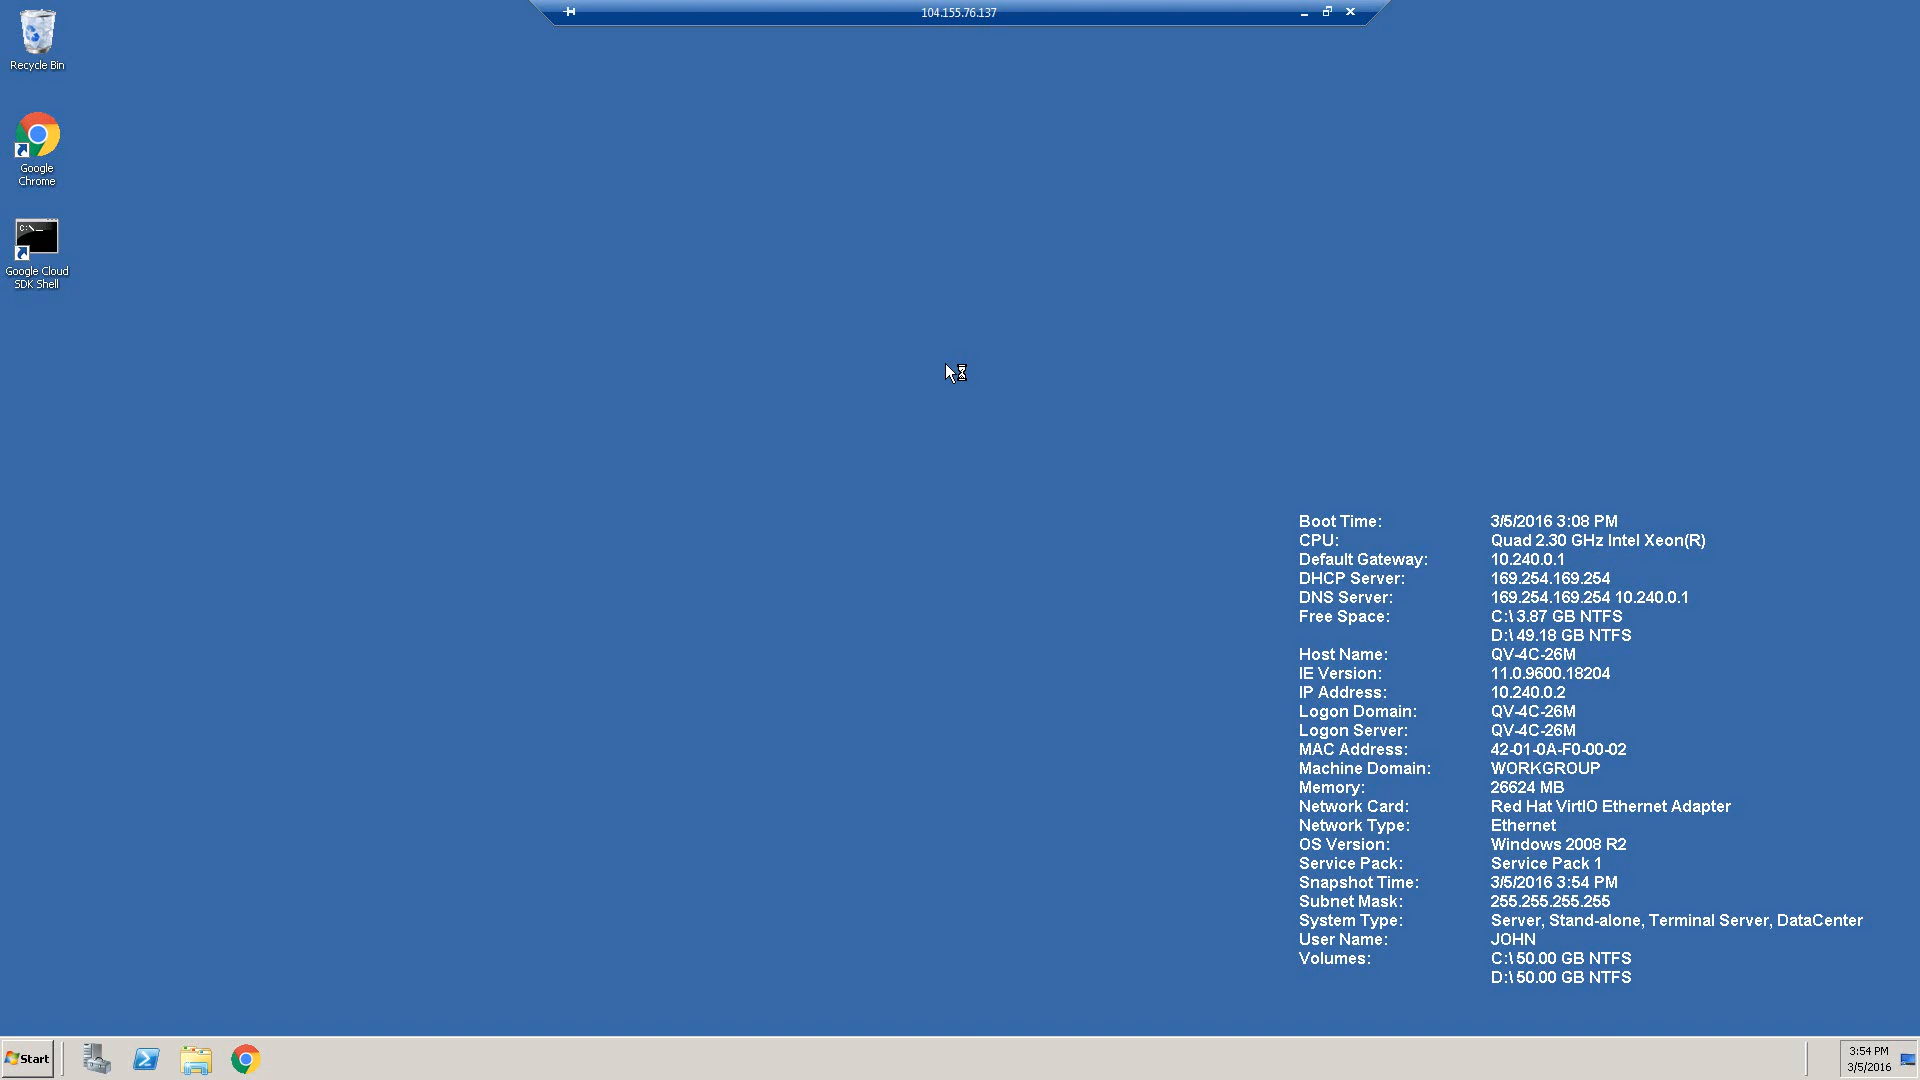 104.155.76.137
Recycle Bin
Google
Chrome
C:\_
Google Cloud
SDK Shell
Boot Time: 3/5/2016 3:08 PM
CPU: Quad 2.30 GHz Intel Xeon(R)
Default Gateway: 10.240.0.1
DHCP Server: 169.254.169.254
DNS Server: 169.254.169.254 10.240.0.1
Free Space: C:\ 3.87 GB NTFS
D:\ 49.18 GB NTFS
Host Name: QV-4C-26M
IE Version: 11.0.9600.18204
IP Address: 10.240.0.2
Logon Domain: QV-4C-26M
Logon Server: QV-4C-26M
MAC Address: 42-01-0A-F0-00-02
Machine Domain: WORKGROUP
Memory: 26624 MB
Network Card: Red Hat VirtIO Ethernet Adapter
Network Type: Ethernet
OS Version: Windows 2008 R2
Service Pack: Service Pack 1
Snapshot Time: 3/5/2016 3:54 PM
Subnet Mask: 255.255.255.255
System Type: Server, Stand-alone, Terminal Server, DataCenter
User Name: JOHN
Volumes: C:\ 50.00 GB NTFS
D:\ 50.00 GB NTFS
Start
3:54 PM
3/5/2016